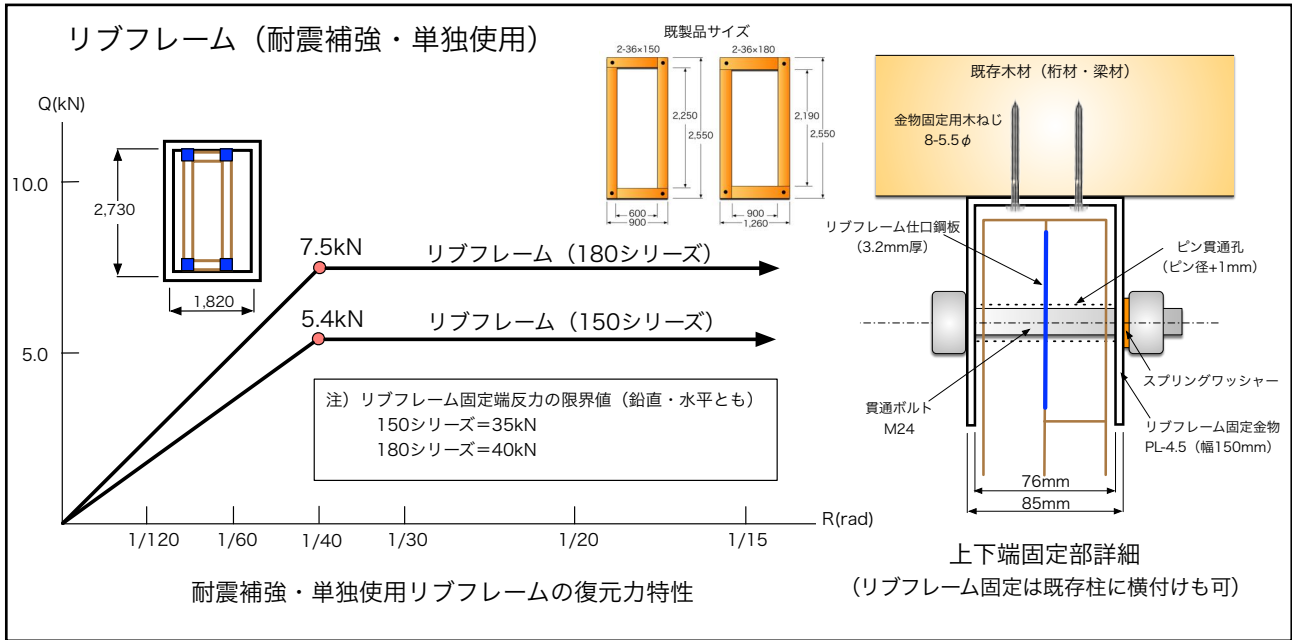 リブフレーム（耐震補強・単独使用）
既製品サイズ
2-36×150
2-36×180
2,250
2,550
2,190
2,550
600
900
900
1,260
Q(kN)
10.0
5.0
2,730
1,820
7.5kN
リブフレーム（180シリーズ）
5.4kN
リブフレーム（150シリーズ）
注）リブフレーム固定端反力の限界値（鉛直・水平とも）
150シリーズ＝35kN
180シリーズ＝40kN
R(rad)
1/120
1/60
1/40
1/30
1/20
1/15
耐震補強・単独使用リブフレームの復元力特性
既存木材（桁材・梁材）
金物固定用木ねじ
8-5.5φ
リブフレーム仕口鋼板
（3.2mm厚）
ピン貫通孔
（ピン径+1mm）
スプリングワッシャー
貫通ボルト
M24
リブフレーム固定金物
PL-4.5（幅150mm）
76mm
85mm
上下端固定部詳細
（リブフレーム固定は既存柱に横付けも可）